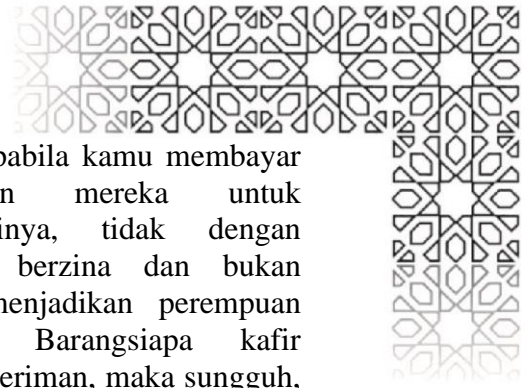 pabila kamu membayar
n mereka untuk
inya, tidak dengan
berzina dan bukan
menjadikan perempuan
Barangsiapa kafir
eriman, maka sungguh,